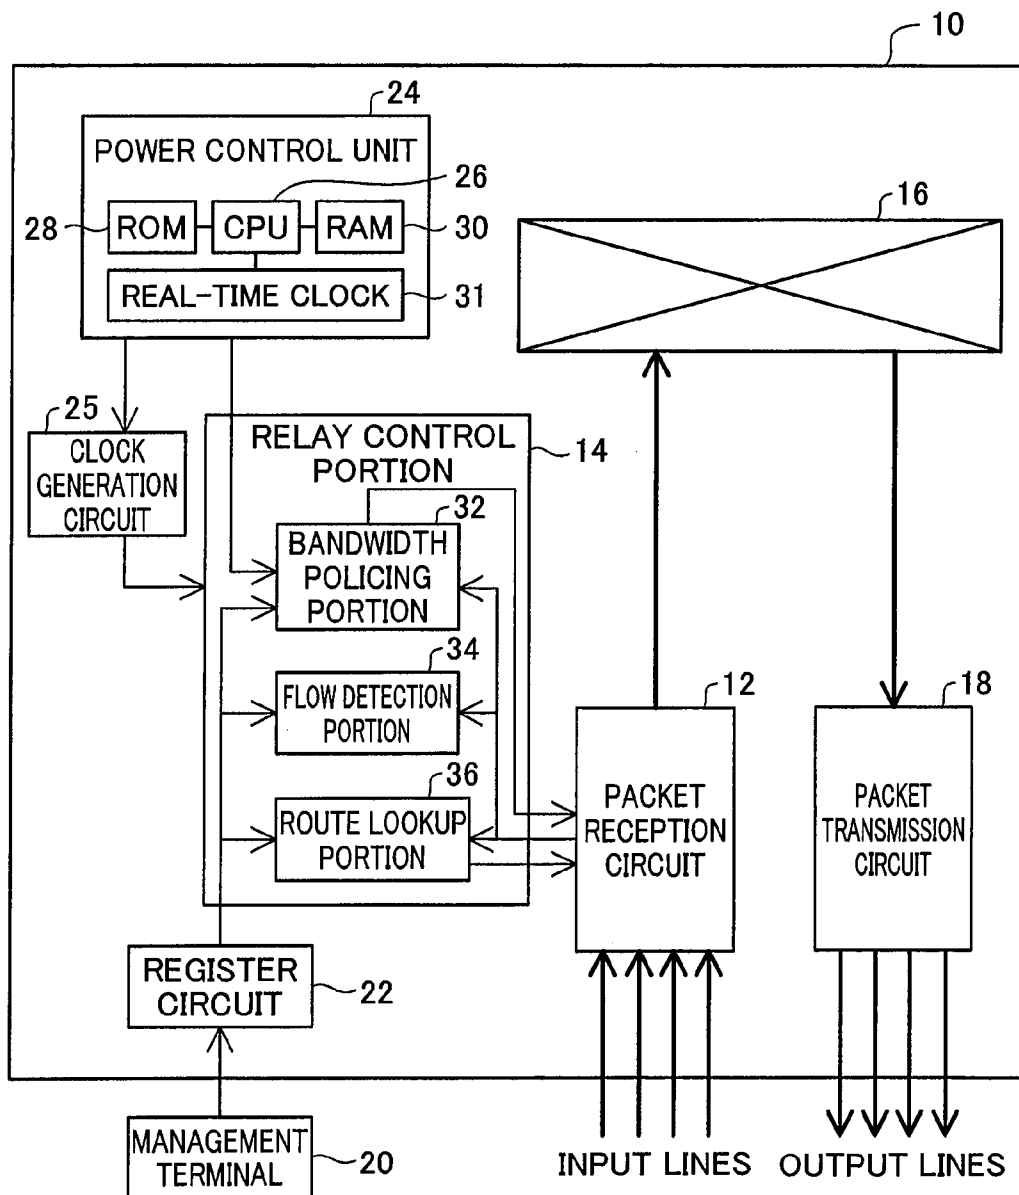 10
24
POWER CONTROL UNIT
26
16
28
ROM
CPU
RAM
30
REAL-TIME CLOCK
31
25
CLOCK
GENERATION
CIRCUIT
RELAY CONTROL
PORTION
14
32
BANDWIDTH
POLICING
PORTION
34
FLOW DETECTION
PORTION
12
18
36
ROUTE LOOKUP
PORTION
PACKET
RECEPTION
CIRCUIT
PACKET
TRANSMISSION
CIRCUIT
REGISTER
CIRCUIT
22
MANAGEMENT
TERMINAL
20
INPUT LINES
OUTPUT LINES